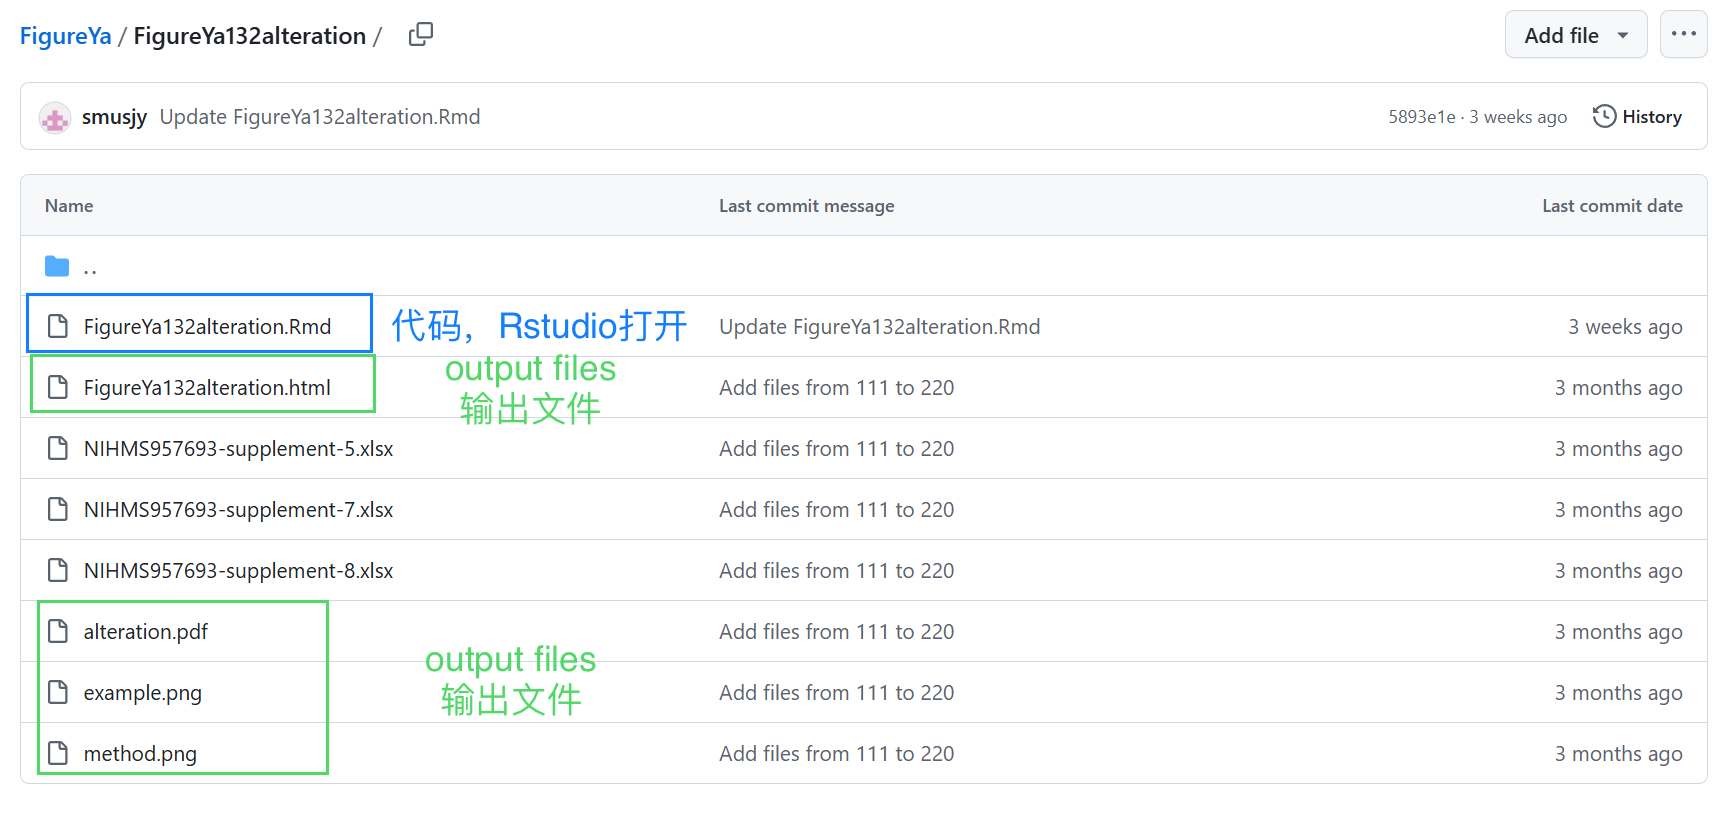 FigureYa / FigureYa132alteration /
Add file
smusjy Update FigureYa132alteration.Rmd
5893e1e · 3 weeks ago
History
Name Last commit message Last commit date
..
FigureYa132alteration.Rmd 代码，Rstudio打开 Update FigureYa132alteration.Rmd 3 weeks ago
output files
FigureYa132alteration.html Add files from 111 to 220 3 months ago
输出文件
NIHMS957693-supplement-5.xlsx Add files from 111 to 220 3 months ago
NIHMS957693-supplement-7.xlsx Add files from 111 to 220 3 months ago
NIHMS957693-supplement-8.xlsx Add files from 111 to 220 3 months ago
alteration.pdf Add files from 111 to 220 3 months ago
output files
输出文件
example.png Add files from 111 to 220 3 months ago
method.png Add files from 111 to 220 3 months ago